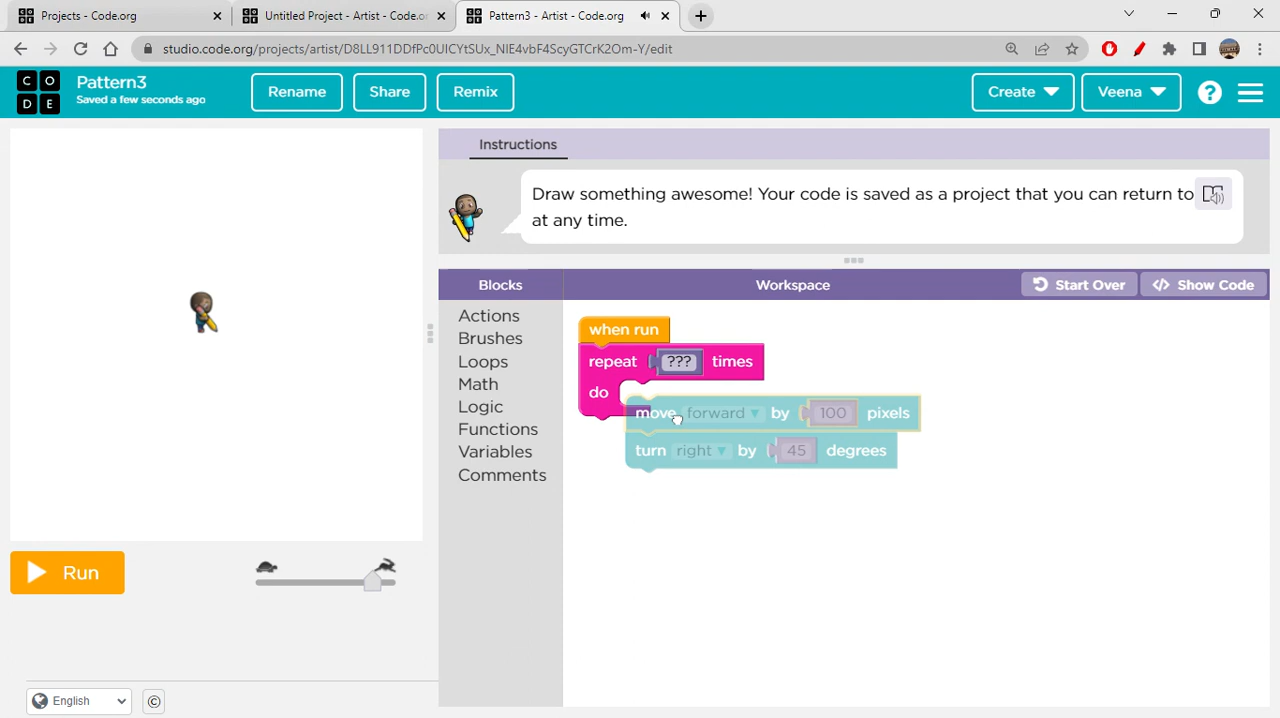 Projects - Code.org
Untitled Project - Artist - Code.o
Pattern3 - Artist - Code.org
studio.code.org/projects/artist/D8LL911DDfPc0UICYtSUx_NIE4vbF4ScyGTCrK2Om-Y/edit
CODE
Pattern3
Saved a few seconds ago
Rename
Share
Remix
Create
Veena
?
Instructions
Draw something awesome! Your code is saved as a project that you can return to
at any time.
Blocks
Workspace
Start Over
Show Code
Actions
Brushes
Loops
Math
Logic
Functions
Variables
Comments
when run
repeat ??? times
do
move forward by 100 pixels
turn right by 45 degrees
Run
English
©